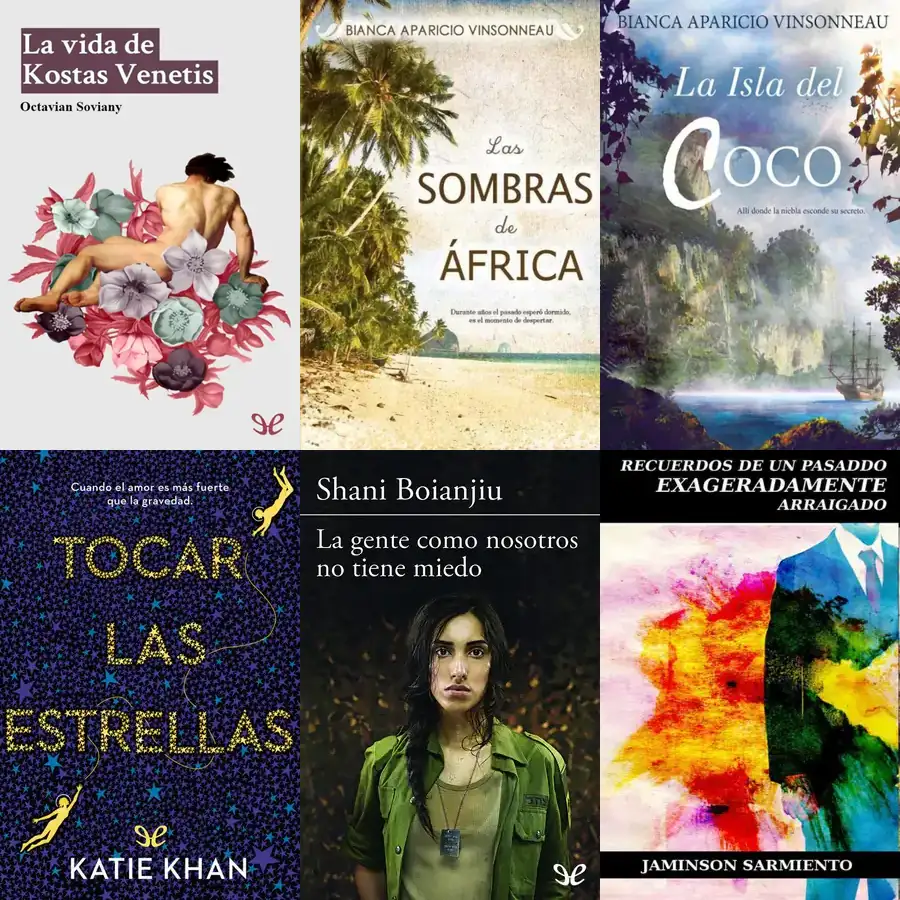 La vida de
Kostas Venetis
Octavian Soviany
BIANCA APARICIO VINSONNEAU
Las
SOMBRAS
de
ÁFRICA
Durante años el pasado esperó dormido,
es el momento de despertar.
BIANCA APARICIO VINSONNEAU
La Isla del
COCO
Allí donde la niebla esconde su secreto.
Cuando el amor es más fuerte
que la gravedad.
TOCAR
LAS
ESTRELLAS
KATIE KHAN
Shani Boianjiu
La gente como nosotros
no tiene miedo
RECUERDOS DE UN PASADDO
EXAGERADAMENTE
ARRAIGADO
JAMINSON SARMIENTO